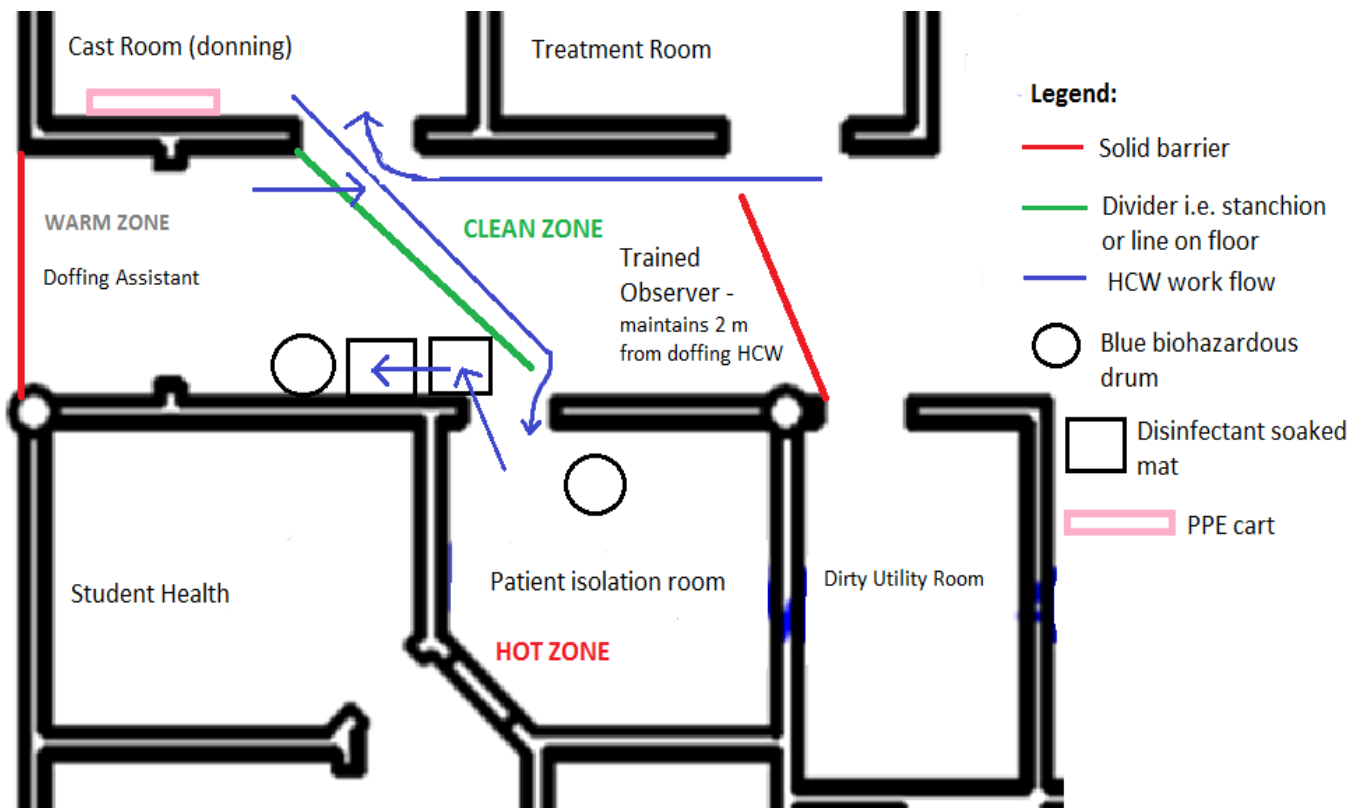 Cast Room (donning)
Treatment Room
WARM ZONE
Doffing Assistant
CLEAN ZONE
Trained
Observer -
maintains 2 m
from doffing HCW
Student Health
Patient isolation room
HOT ZONE
Dirty Utility Room
Legend:
Solid barrier
Divider i.e. stanchion
or line on floor
HCW work flow
Blue biohazardous
drum
Disinfectant soaked
mat
PPE cart